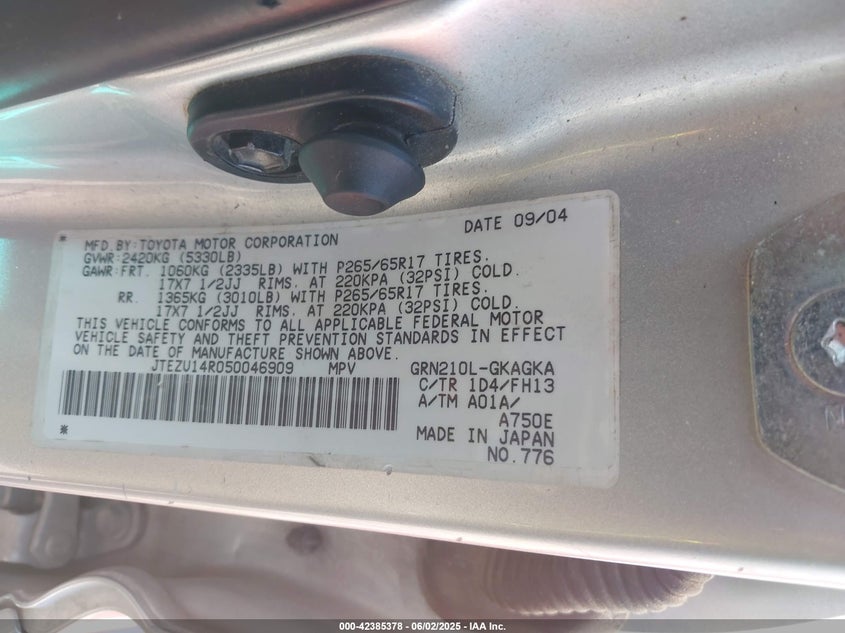 DATE 09/04
MFD.BY:TOYOTA MOTOR CORPORATION
GVWR:2420KG (5330LB)
GAWR:FRT. 1060KG (2335LB) WITH P265/65R17 TIRES.
17X7 1/2JJ RIMS. AT 220KPA (32PSI) COLD.
RR. 1365KG (3010LB) WITH P265/65R17 TIRES.
17X7 1/2JJ RIMS. AT 220KPA (32PSI) COLD.
THIS VEHICLE CONFORMS TO ALL APPLICABLE FEDERAL MOTOR
VEHICLE SAFETY AND THEFT PREVENTION STANDARDS IN EFFECT
ON THE DATE OF MANUFACTURE SHOWN ABOVE.
JTEZU14R050046909 MPV GRN210L-GKAGKA
C/TR 1D4/FH13
A/TM A01A/
A750E
MADE IN JAPAN
NO.776
000-42385378 - 06/02/2025 - IAA Inc.